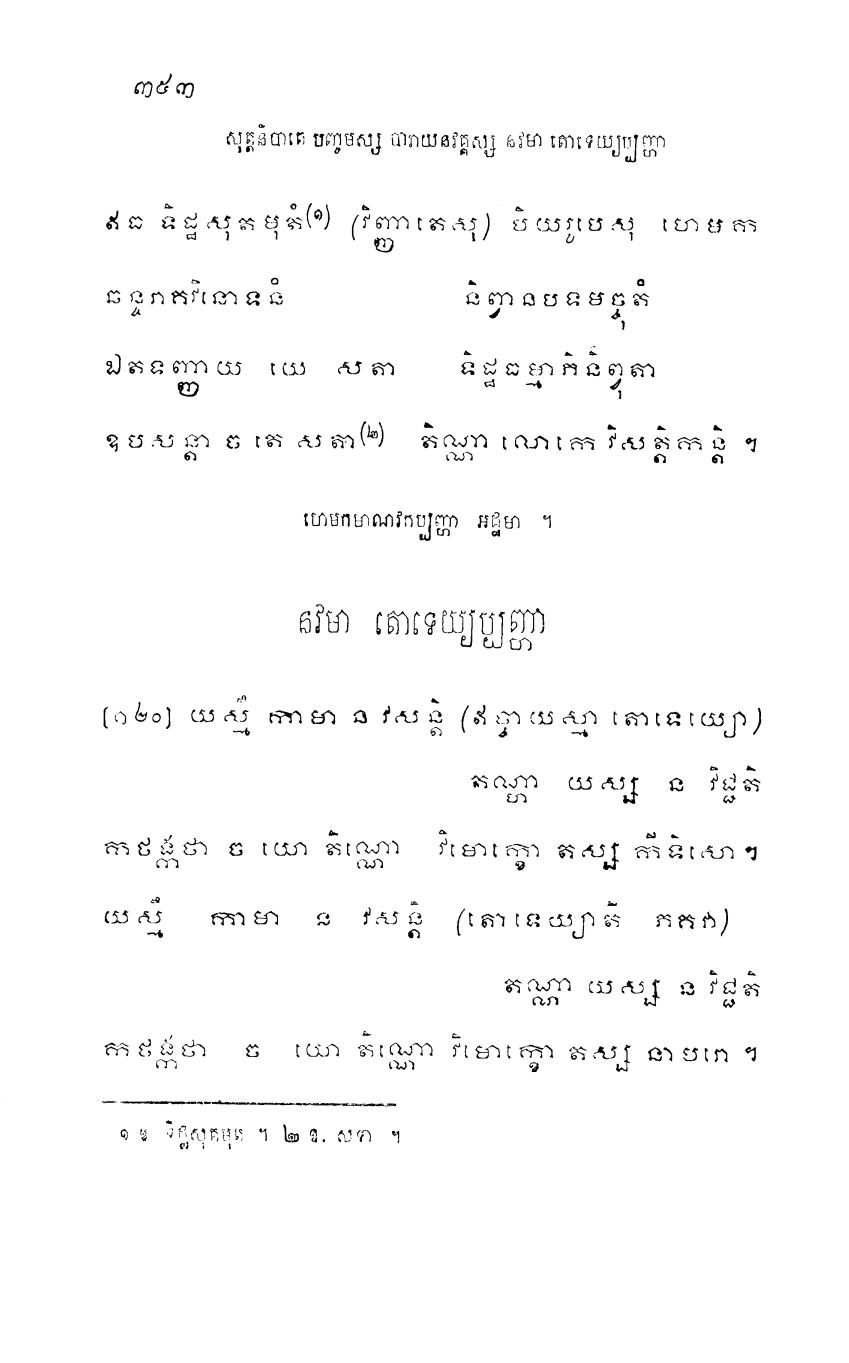 ៣៥៣
សុត្តនិបាតេ បញ្ចមស្ស បារាយនវគ្គស្ស នវមា តោទេយ្យប្បញ្ហា
ឥធ ទិដ្ឋសុតមុតំ(១) (វិញ្ញាតេសុ) បិយរូបេសុ ហេមក
ឆន្ទរាគវិនោទនំ និព្វានបទមច្ចុតំ
ឯតទញ្ញាយ យេ សតា ទិដ្ឋធម្មាភិនិព្វុតា
ឧបសន្តា ច តេ សតា(២) តិណ្ណា លោកេ វិសត្តិកន្តិ ។
ហេមកមាណវកប្បញ្ហា អដ្ឋមា ។
នវមា តោទេយ្យប្បញ្ហា
[១២០] យស្មឹ កាមា ន វសន្តិ (ឥច្ចាយស្មា តោទេយ្យោ)
តណ្ហា យស្ស ន វិជ្ជតិ
កថង្កថា ច យោ តិណ្ណោ វិមោក្ខោ តស្ស កីទិសោ។
យស្មឹ កាមា ន វសន្តិ (តោទេយ្យាតិ ភគវា)
តណ្ហា យស្ស ន វិជ្ជតិ
កថង្កថា ច យោ តិណ្ណោ វិមោក្ខោ តស្ស នាបរោ ។
១ ទិដ្ឋសុតមុត ។ ២ ឱ. សទា ។